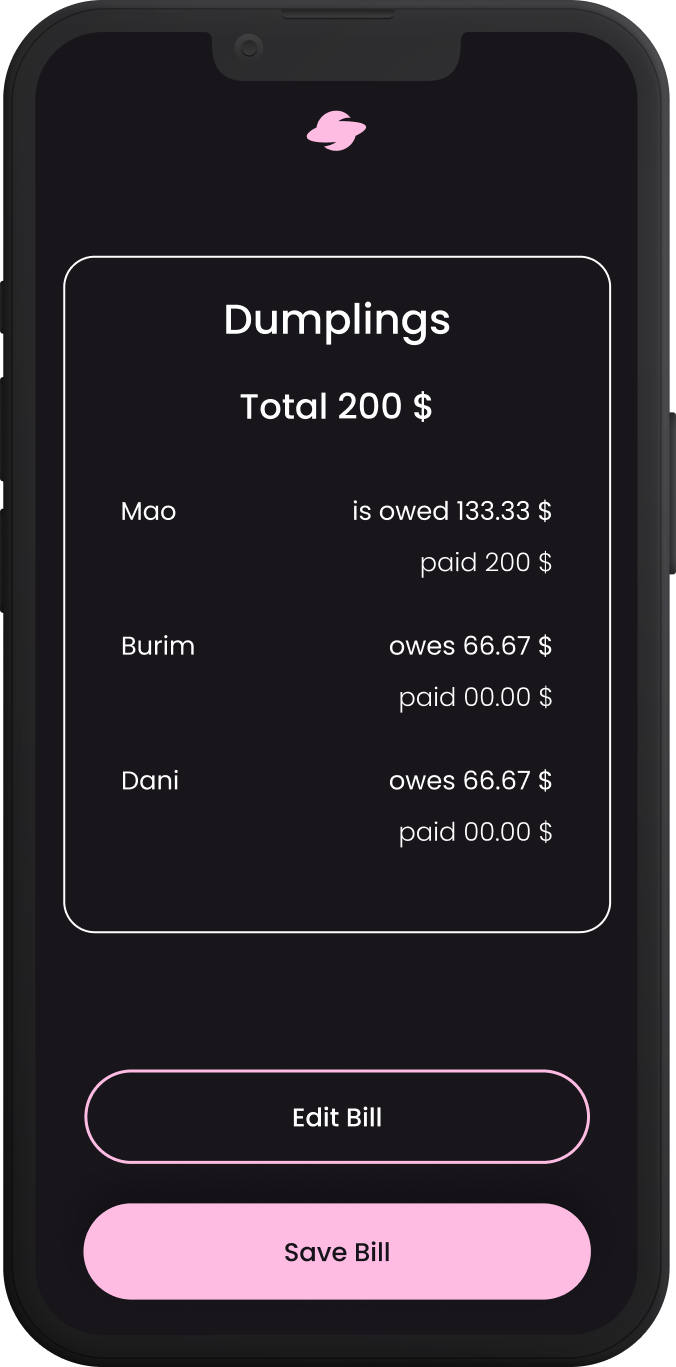 Dumplings
Total 200 $
Mao is owed 133.33 $
paid 200 $
Burim owes 66.67 $
paid 00.00 $
Dani owes 66.67 $
paid 00.00 $
Edit Bill
Save Bill